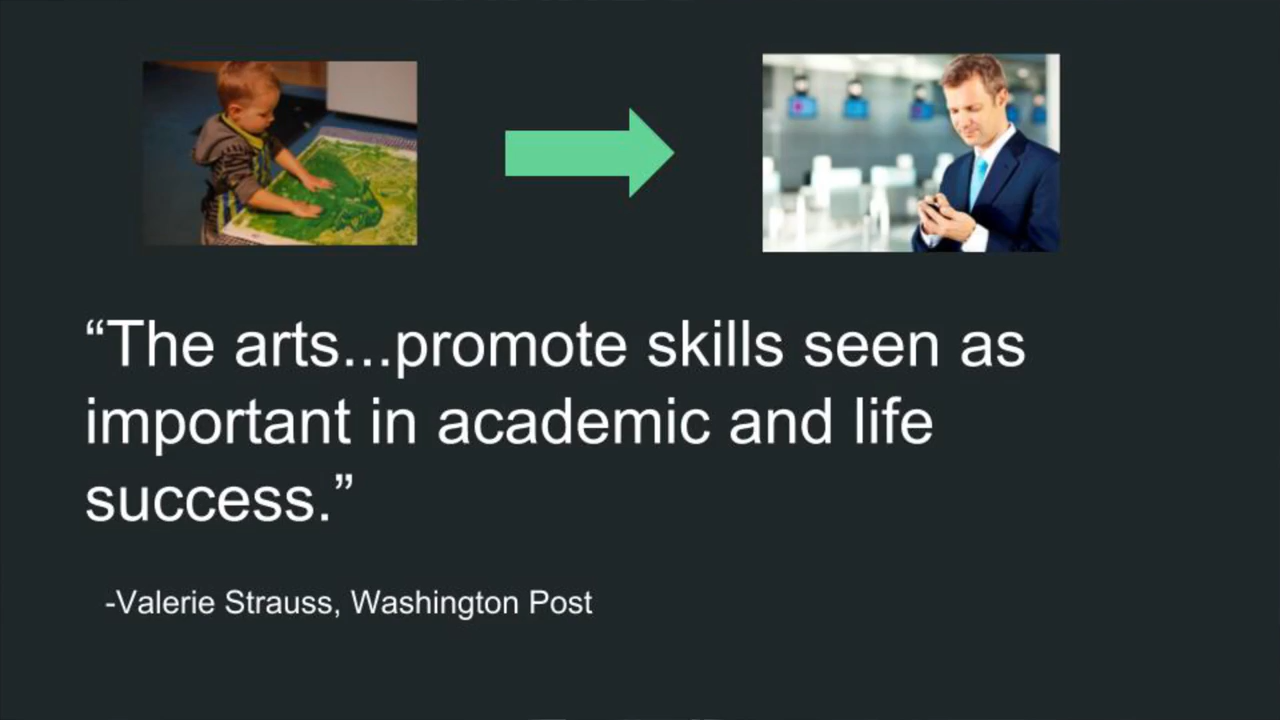 “The arts...promote skills seen as
important in academic and life
success.”
-Valerie Strauss, Washington Post